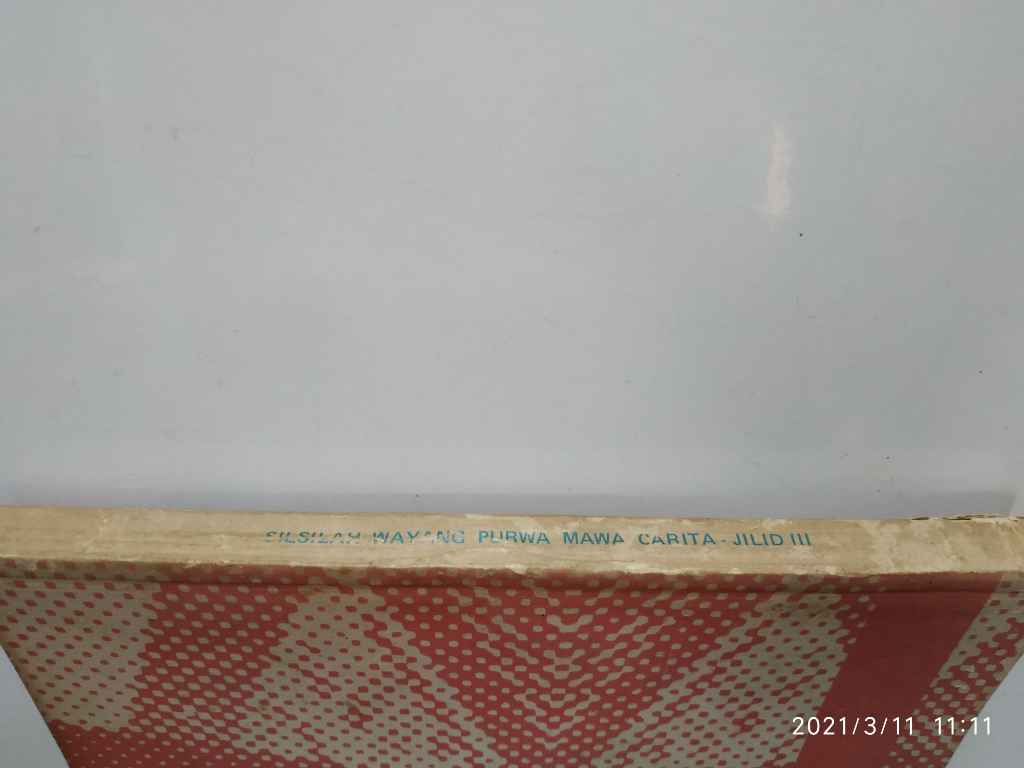 SILSILAH WAYANG PURWA MAWA CARITA - JILID III
2021/3/11 11:11